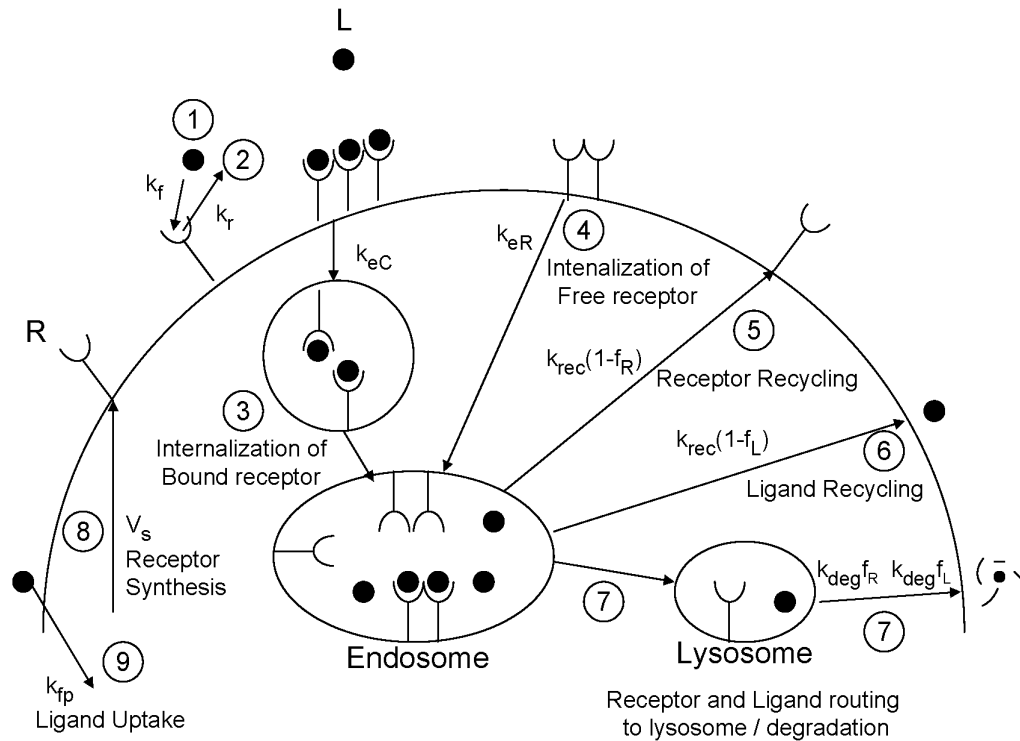 L
1
2
k_f
k_r
k_eC
k_eR
4
Intenalization of
Free receptor
R
5
k_rec(1-f_R)
Receptor Recycling
3
Internalization of
Bound receptor
k_rec(1-f_L)
6
Ligand Recycling
8
V_s
Receptor
Synthesis
7
k_deg f_R k_deg f_L
7
9
k_fp
Ligand Uptake
Endosome
Lysosome
Receptor and Ligand routing
to lysosome / degradation